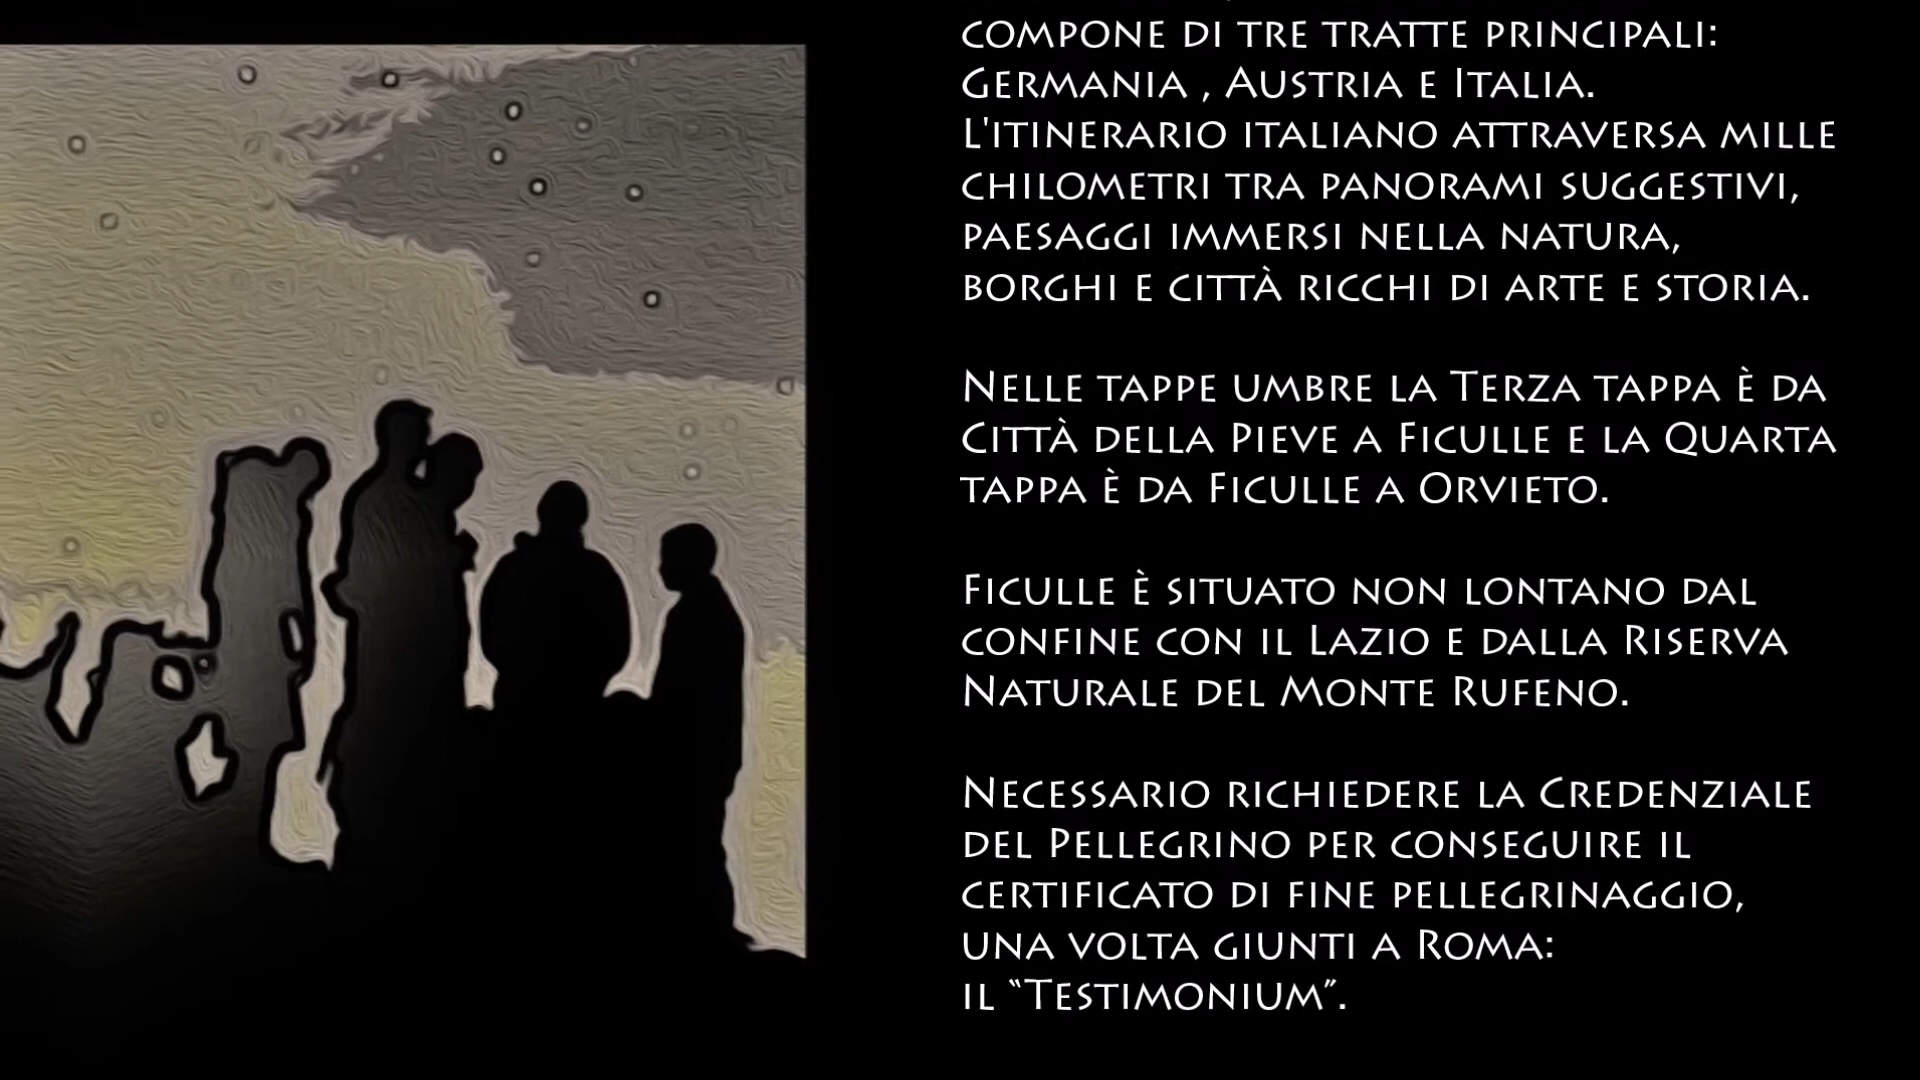 compone di tre tratte principali:
Germania , Austria e Italia.
L'itinerario italiano attraversa mille
chilometri tra panorami suggestivi,
paesaggi immersi nella natura,
borghi e città ricchi di arte e storia.
Nelle tappe umbre la Terza tappa è da
Città della Pieve a Ficulle e la Quarta
tappa è da Ficulle a Orvieto.
Ficulle è situato non lontano dal
confine con il Lazio e dalla Riserva
Naturale del Monte Rufeno.
Necessario richiedere la Credenziale
del Pellegrino per conseguire il
certificato di fine pellegrinaggio,
una volta giunti a Roma:
il “Testimonium”.